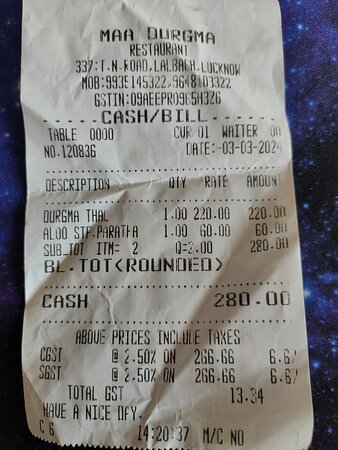 MAA DURGMA
RESTAURANT
337:T.N.ROAD,LALBACH,LUCKNOW
MOB:9935145322,9648103322
GSTIN:09AEEPR09E5H3Z6
CASH/BILL
TABLE 0000 CVR 01 WAITER 00
NO.120836 DATE:-03-03-2024
DESCRIPTION QTY RATE AMOUNT
DURGMA THAL 1.00 220.00 220.00
ALOO STF.PARATHA 1.00 60.00 60.00
SUB_TOT ITM= 2 Q=2.00 280.00
BL.TOT(ROUNDED)
CASH 280.00
ABOVE PRICES INCLUDE TAXES
CGST @ 2.50% ON 266.66 6.67
SGST @ 2.50% ON 266.66 6.67
TOTAL GST 13.34
HAVE A NICE DAY.
C 6 14:20:37 M/C NO